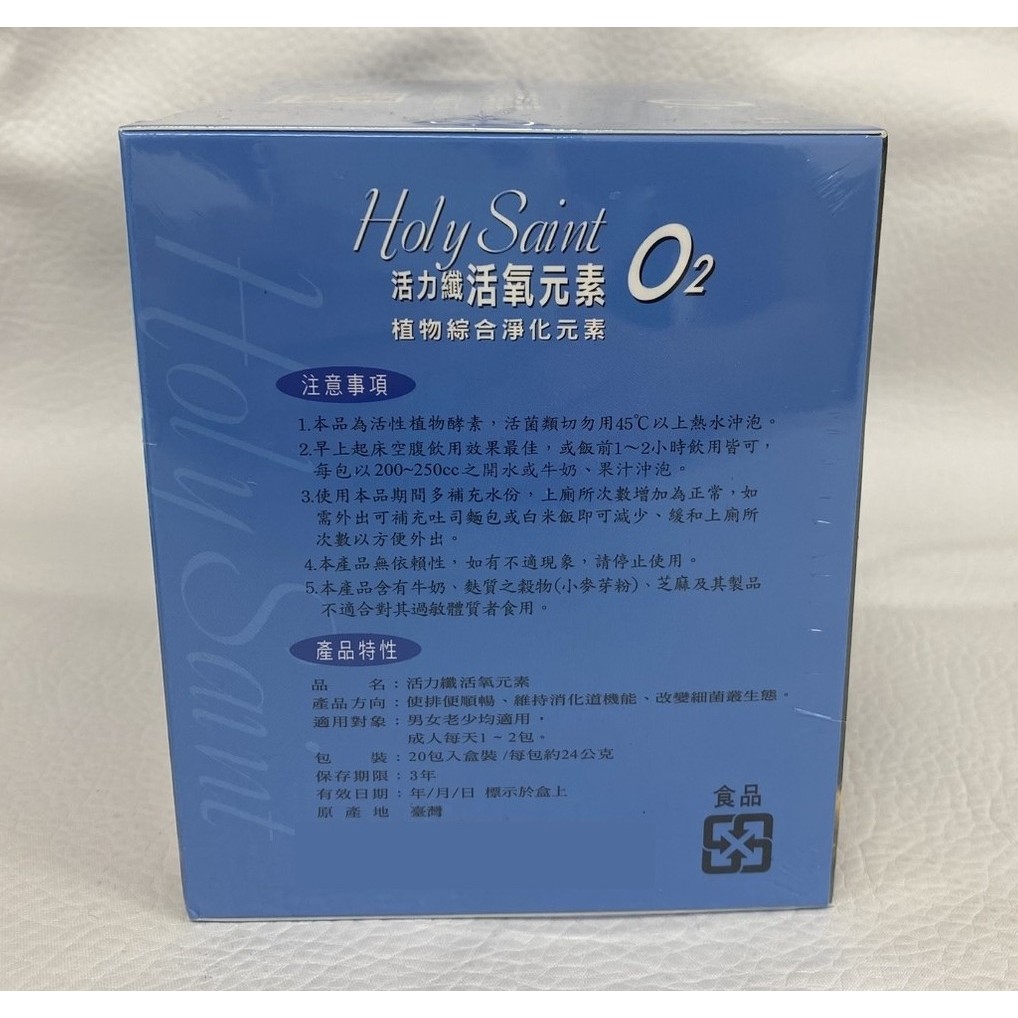 Holy Saint
活力纖活氧元素 O2
植物綜合淨化元素
注意事項
1.本品為活性植物酵素，活菌類切勿用45℃以上熱水沖泡。
2.早上起床空腹飲用效果最佳，或飯前1～2小時飲用皆可，
每包以200~250cc之開水或牛奶、果汁沖泡。
3.使用本品期間多補充水份，上廁所次數增加為正常，如
需外出可補充吐司麵包或白米飯即可減少、緩和上廁所
次數以方便外出。
4.本產品無依賴性，如有不適現象，請停止使用。
5.本產品含有牛奶、麩質之穀物(小麥芽粉)、芝麻及其製品
不適合對其過敏體質者食用。
產品特性
品名：活力纖活氧元素
產品方向：使排便順暢、維持消化道機能、改變細菌叢生態。
適用對象：男女老少均適用，
成人每天1～2包。
包裝：20包入盒裝/每包約24公克
保存期限：3年
有效日期：年/月/日 標示於盒上
原產地 臺灣
食品
Holy Saint